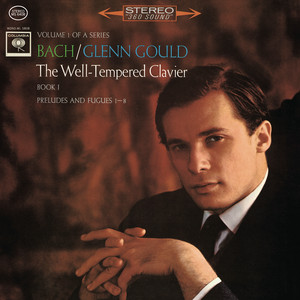 STEREO
"360 SOUND"
COLUMBIA
VOLUME 1 OF A SERIES
BACH/GLENN GOULD
The Well-Tempered Clavier
BOOK I
PRELUDES AND FUGUES 1–8